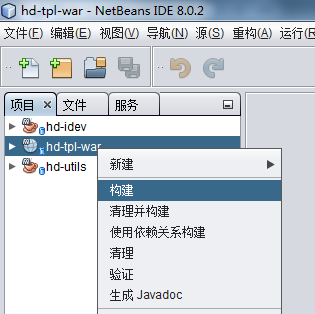 hd-tpl-war - NetBeans IDE 8.0.2
文件(F) 编辑(E) 视图(V) 导航(N) 源(S) 重构(A) 运行(R
项目 文件 服务
hd-idev
hd-tpl-war
hd-utils
新建
构建
清理并构建
使用依赖关系构建
清理
验证
生成 Javadoc